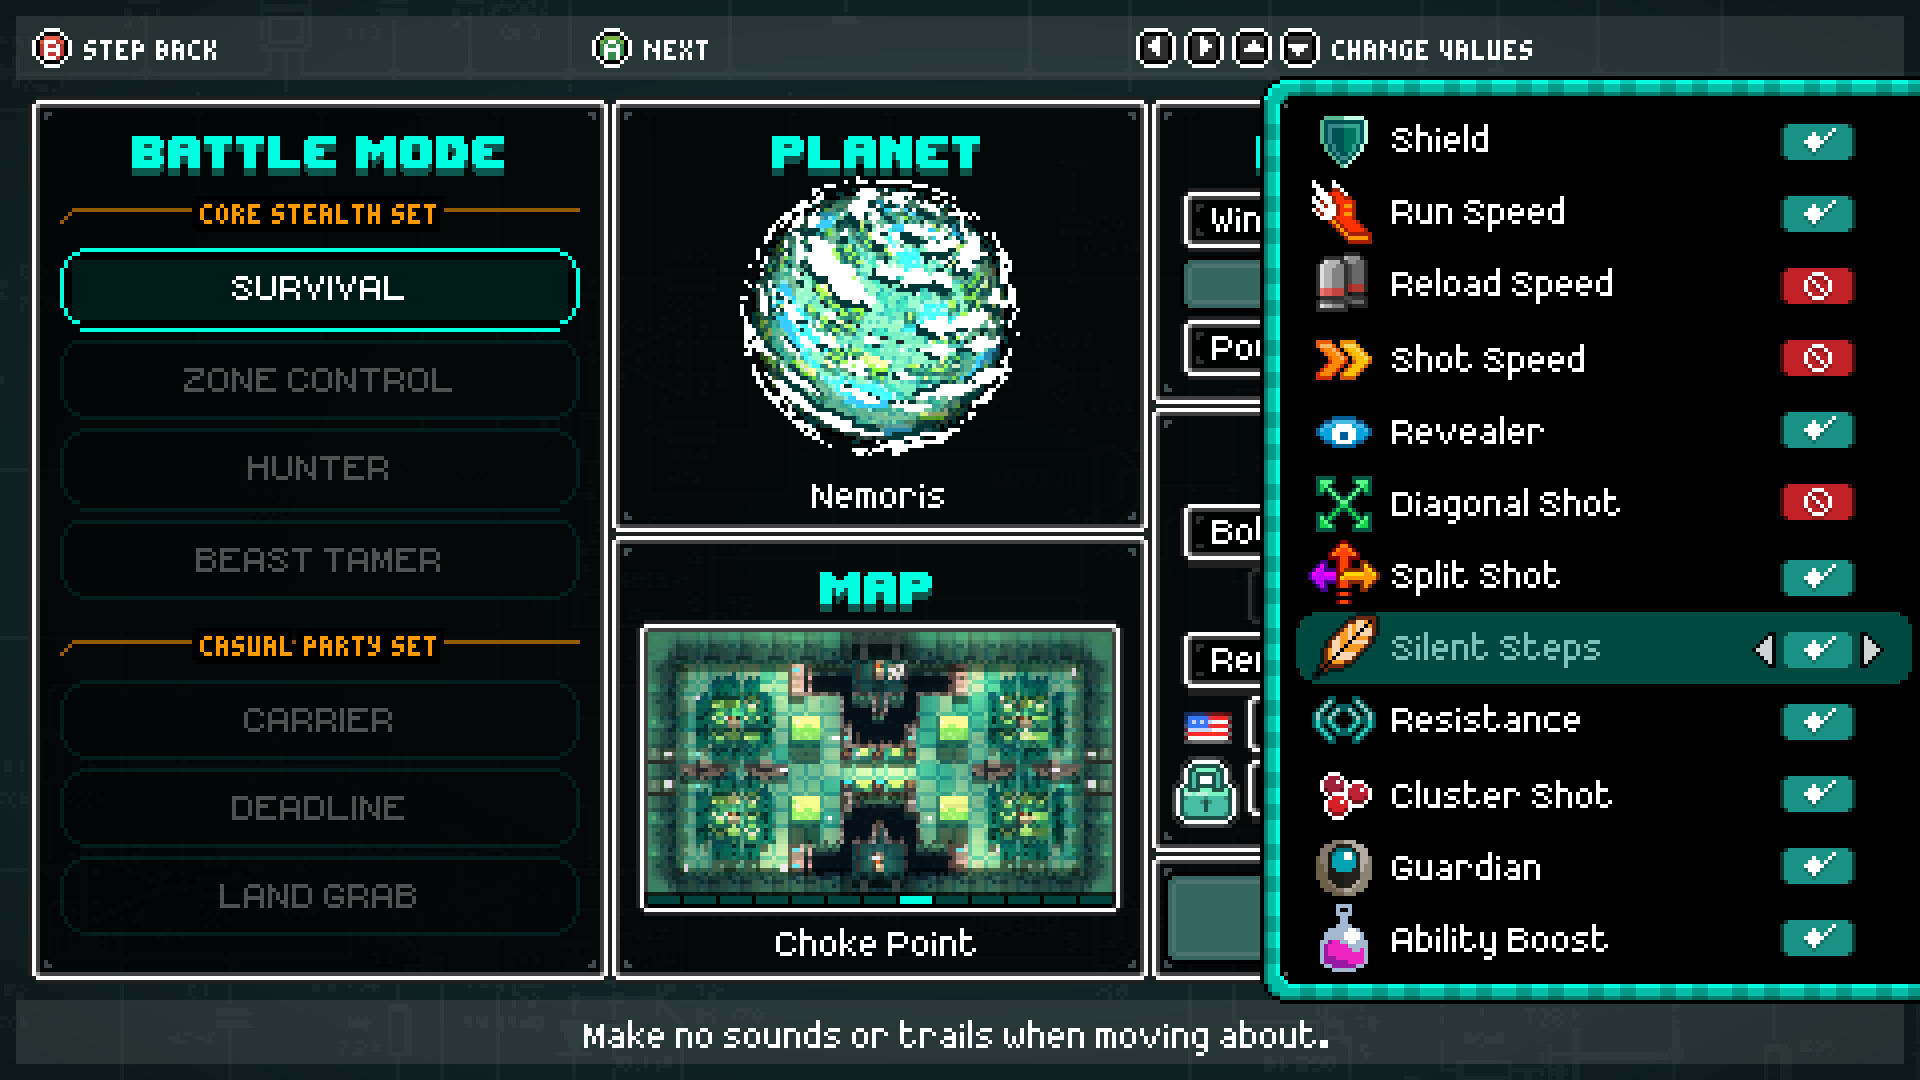 B STEP BACK
A NEXT
CHANGE VALUES
BATTLE MODE
CORE STEALTH SET
SURVIVAL
ZONE CONTROL
HUNTER
BEAST TAMER
CASUAL PARTY SET
CARRIER
DEADLINE
LAND GRAB
PLANET
Nemoris
MAP
Choke Point
Win
Shield
Run Speed
Reload Speed
Shot Speed
Revealer
Diagonal Shot
Split Shot
Silent Steps
Resistance
Cluster Shot
Guardian
Ability Boost
Make no sounds or trails when moving about.